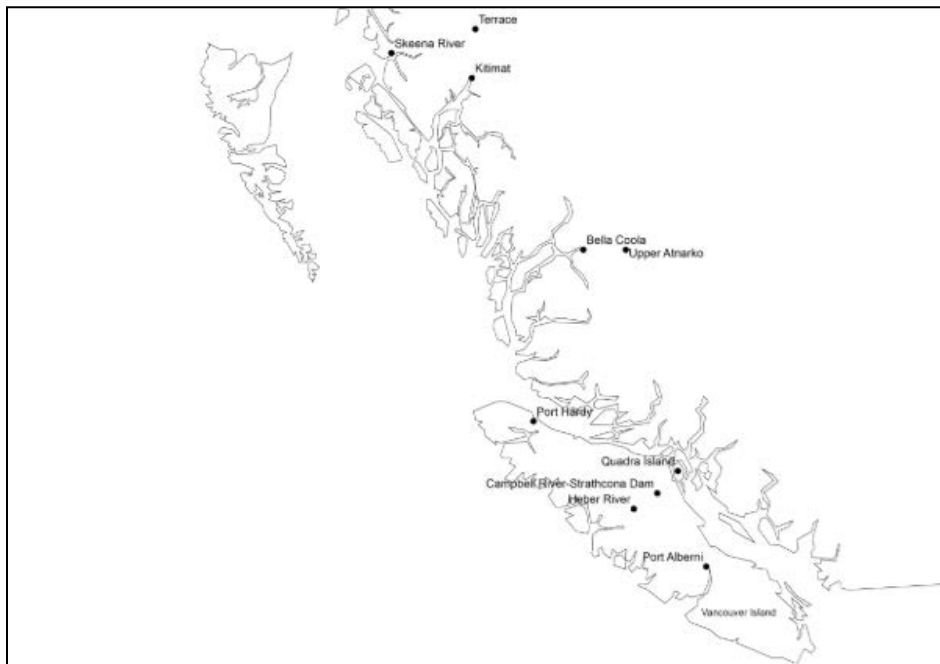 Terrace
Skeena River
Kitimat
Bella Coola
Upper Atnarko
Port Hardy
Quadra Island
Campbell River-Strathcona Dam
Heber River
Port Alberni
Vancouver Island